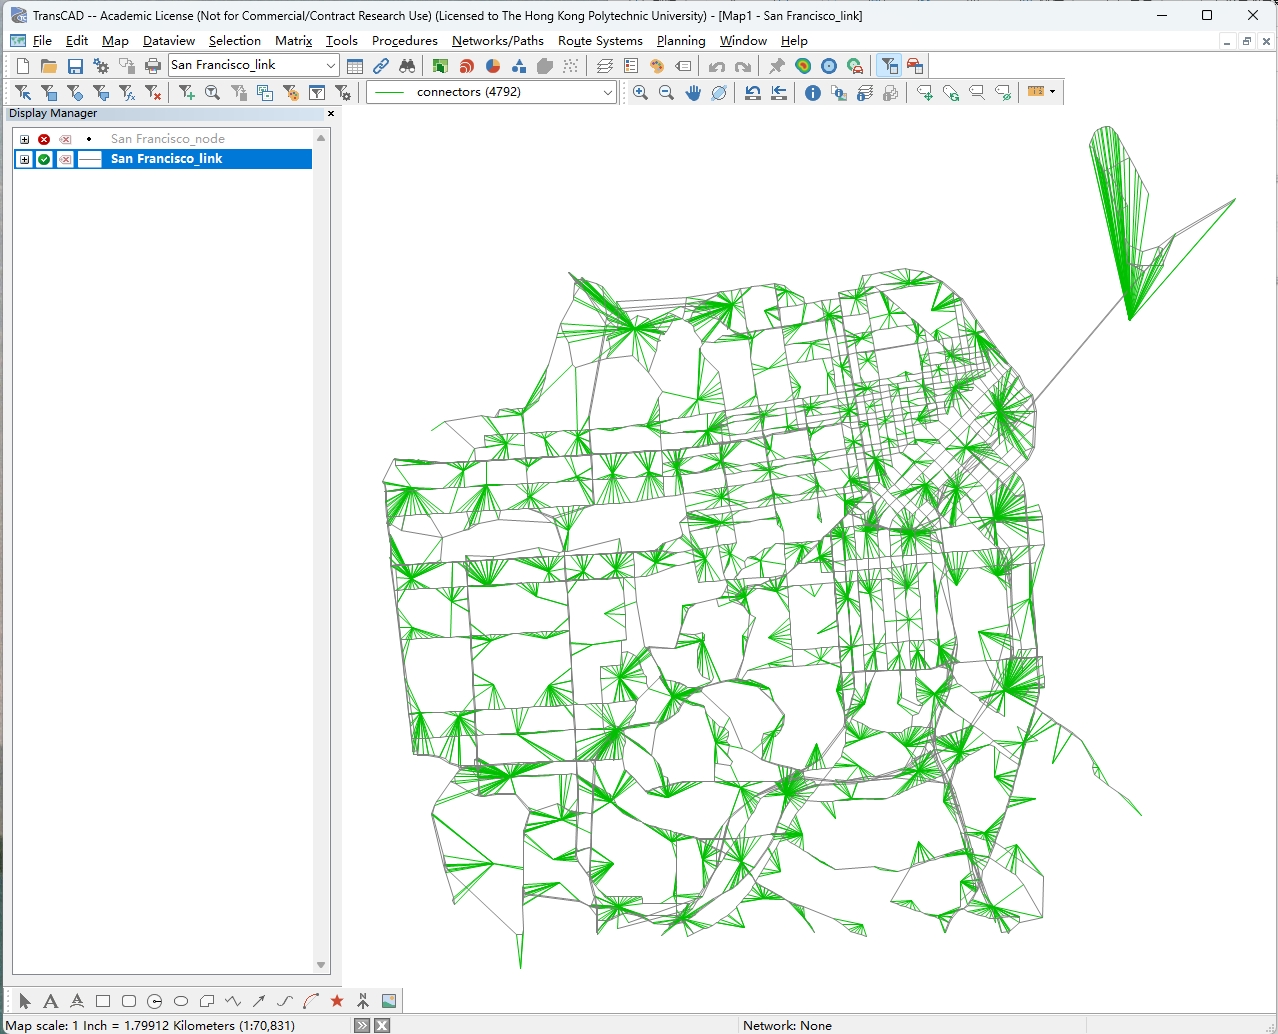 TransCAD -- Academic License (Not for Commercial/Contract Research Use) (Licensed to The Hong Kong Polytechnic University) - [Map1 - San Francisco_link]
File Edit Map Dataview Selection Matrix Tools Procedures Networks/Paths Route Systems Planning Window Help
San Francisco_link
connectors (4792)
Display Manager
San Francisco_node
San Francisco_link
Map scale: 1 Inch = 1.79912 Kilometers (1:70,831)
Network: None